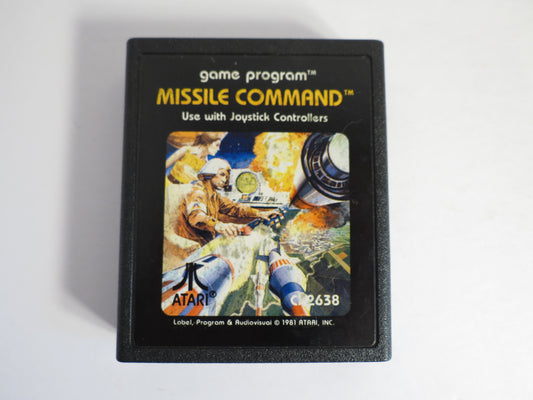 game program™
MISSILE COMMAND™
Use with Joystick Controllers
ATARI®
CX2638
Label, Program & Audiovisual © 1981 ATARI, INC.